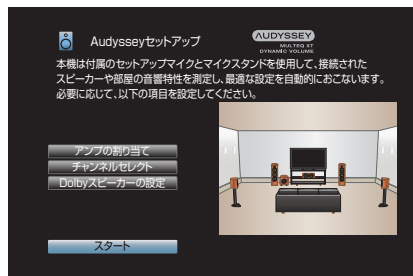 Audysseyセットアップ
AUDYSSEY
MULTEQ XT
DYNAMIC VOLUME
本機は付属のセットアップマイクとマイクスタンドを使用して、接続された
スピーカーや部屋の音響特性を測定し、最適な設定を自動的におこないます。
必要に応じて、以下の項目を設定してください。
アンプの割り当て
チャンネルセレクト
Dolbyスピーカーの設定
スタート